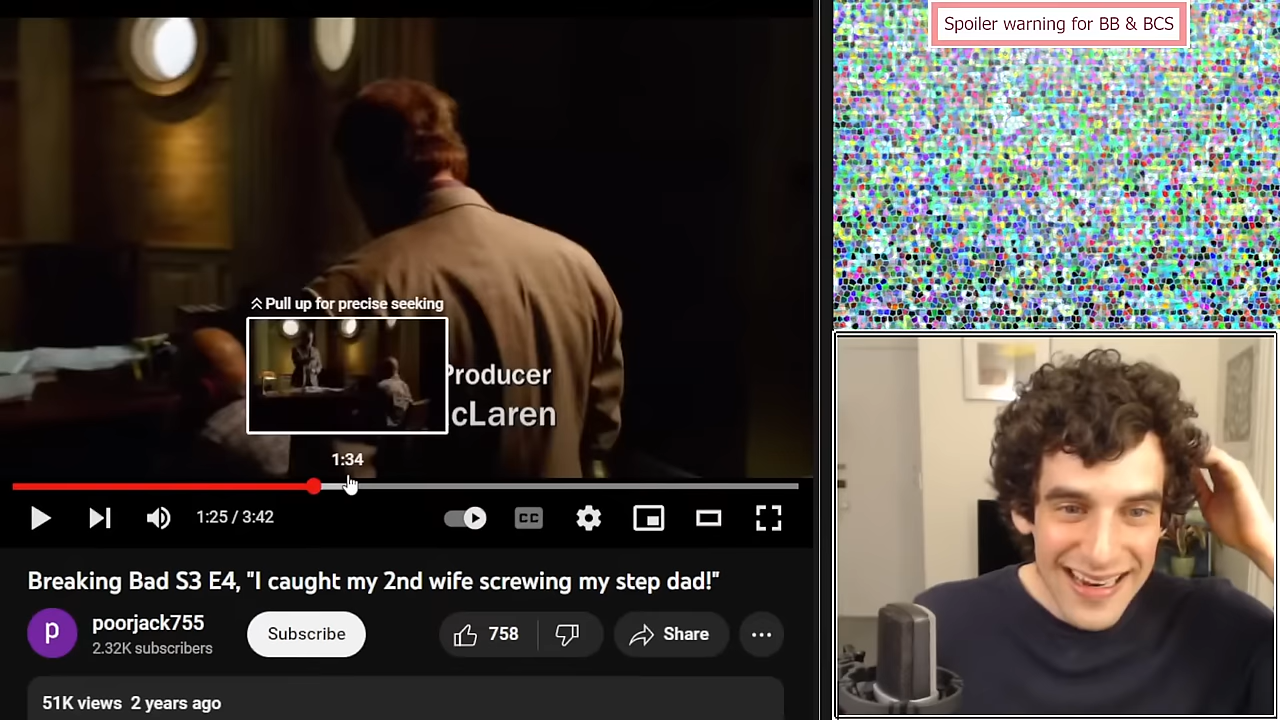 Spoiler warning for BB & BCS
Pull up for precise seeking
Producer
cLaren
1:34
1:25 / 3:42
CC
Breaking Bad S3 E4, "I caught my 2nd wife screwing my step dad!"
p
poorjack755
2.32K subscribers
Subscribe
758
Share
51K views 2 years ago